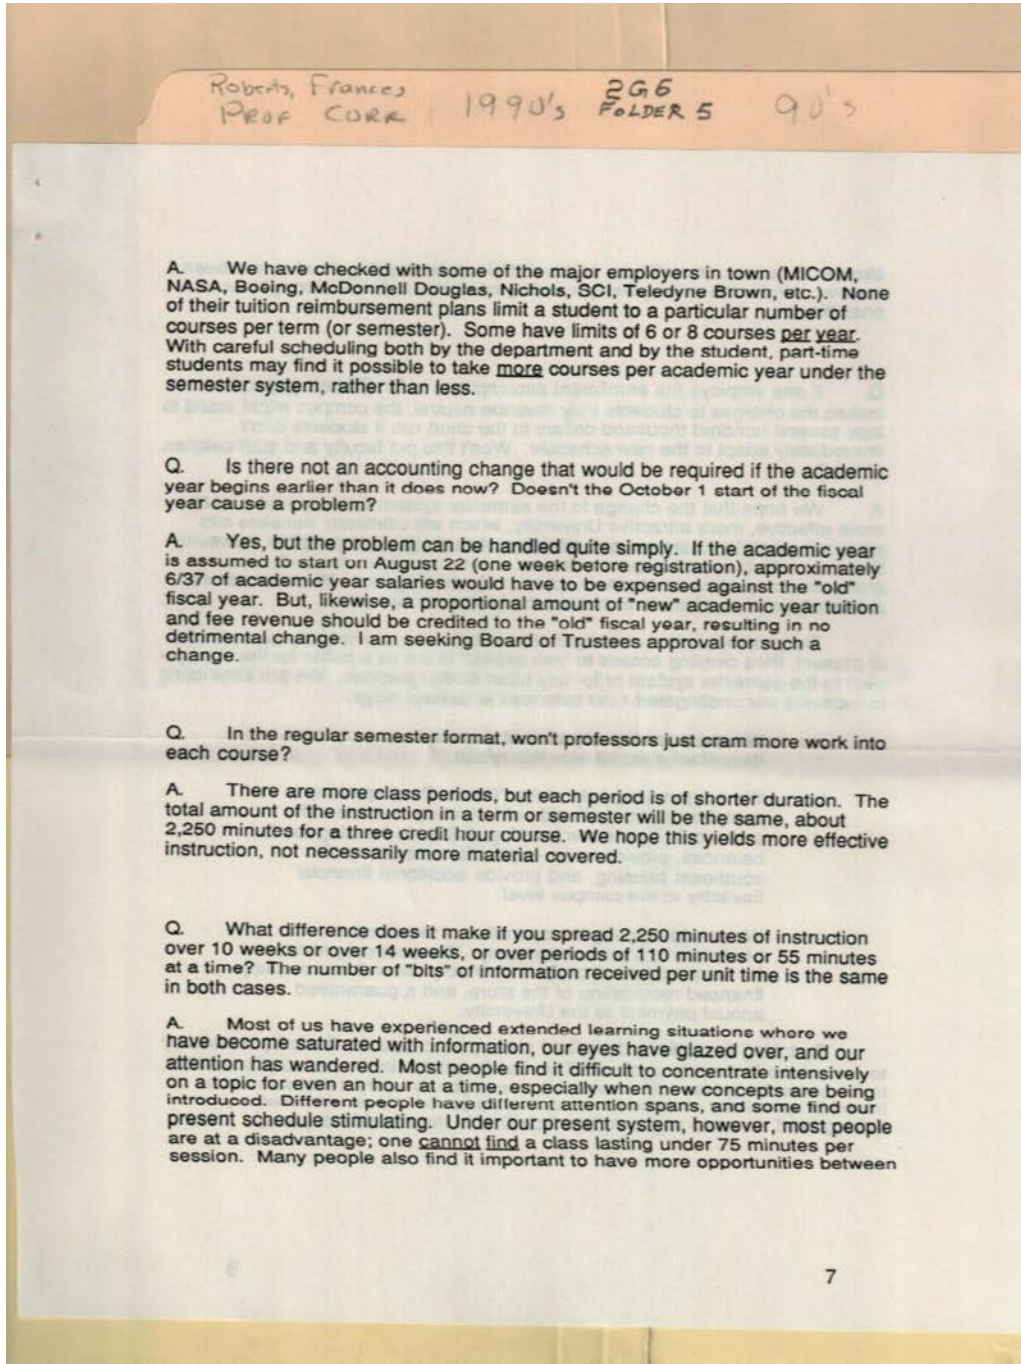 Roberts, Frances 1990's 2G6 90's
PROF CORR FOLDER 5
A. We have checked with some of the major employers in town (MICOM,
NASA, Boeing, McDonnell Douglas, Nichols, SCI, Teledyne Brown, etc.). None
of their tuition reimbursement plans limit a student to a particular number of
courses per term (or semester). Some have limits of 6 or 8 courses per year.
With careful scheduling both by the department and by the student, part-time
students may find it possible to take more courses per academic year under the
semester system, rather than less.
Q. Is there not an accounting change that would be required if the academic
year begins earlier than it does now? Doesn't the October 1 start of the fiscal
year cause a problem?
A. Yes, but the problem can be handled quite simply. If the academic year
is assumed to start on August 22 (one week before registration), approximately
6/37 of academic year salaries would have to be expensed against the "old"
fiscal year. But, likewise, a proportional amount of "new" academic year tuition
and fee revenue should be credited to the "old" fiscal year, resulting in no
detrimental change. I am seeking Board of Trustees approval for such a
change.
Q. In the regular semester format, won't professors just cram more work into
each course?
A. There are more class periods, but each period is of shorter duration. The
total amount of the instruction in a term or semester will be the same, about
2,250 minutes for a three credit hour course. We hope this yields more effective
instruction, not necessarily more material covered.
Q. What difference does it make if you spread 2,250 minutes of instruction
over 10 weeks or over 14 weeks, or over periods of 110 minutes or 55 minutes
at a time? The number of "bits" of information received per unit time is the same
in both cases.
A. Most of us have experienced extended learning situations where we
have become saturated with information, our eyes have glazed over, and our
attention has wandered. Most people find it difficult to concentrate intensively
on a topic for even an hour at a time, especially when new concepts are being
introduced. Different people have different attention spans, and some find our
present schedule stimulating. Under our present system, however, most people
are at a disadvantage; one cannot find a class lasting under 75 minutes per
session. Many people also find it important to have more opportunities between
7